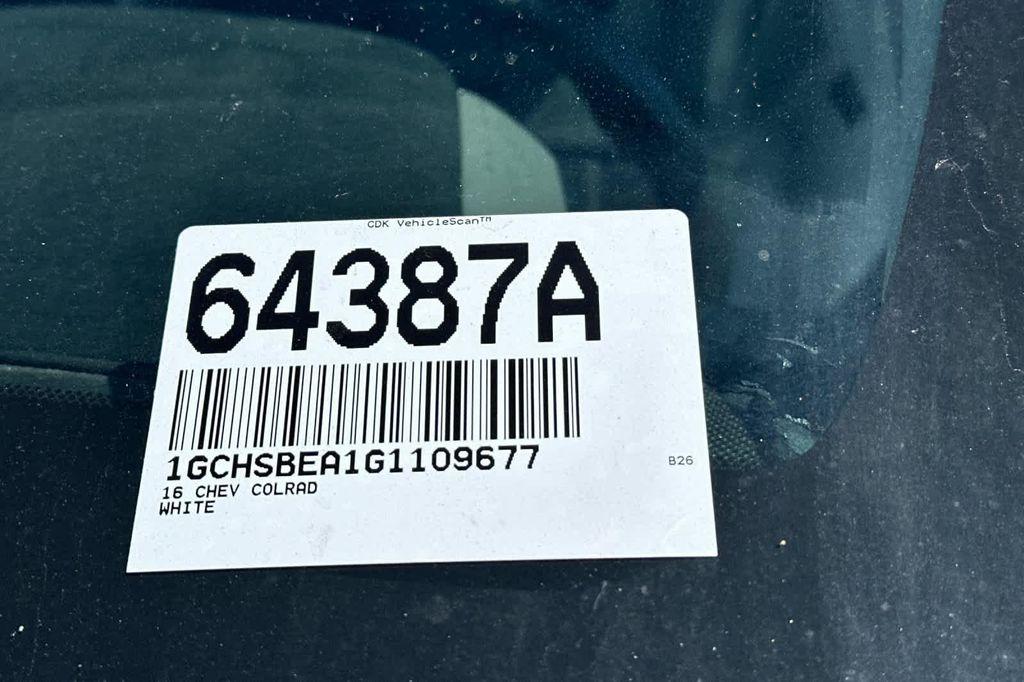 CDK VehicleScan™
64387A
1GCHSBEA1G1109677
B26
16 CHEV COLRAD
WHITE